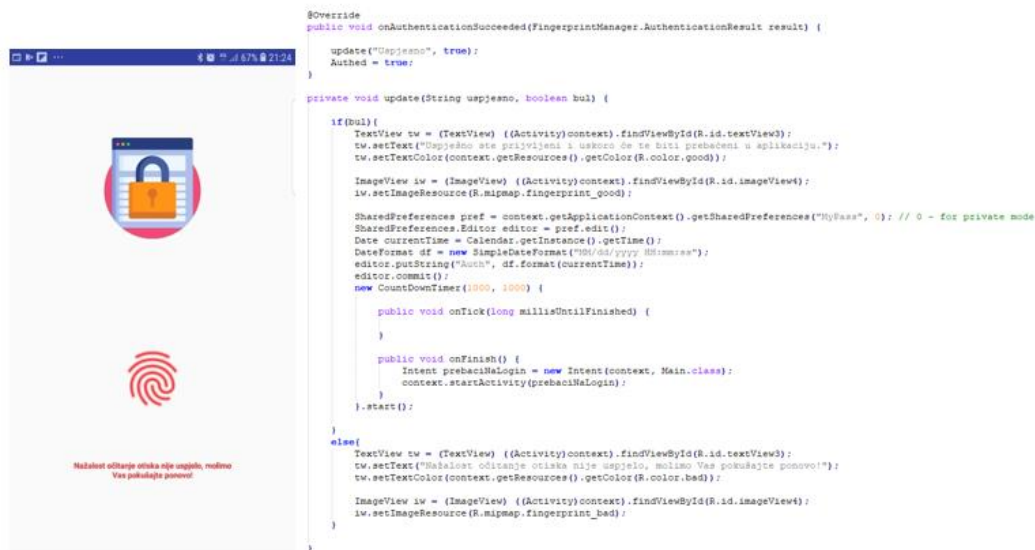 67% 21:24
Nažalost očitanje otiska nije uspjelo, molimo
Vas pokušajte ponovo!
@Override
public void onAuthenticationSucceeded(FingerprintManager.AuthenticationResult result) {
update("Uspjesno", true);
Authed = true;
}
private void update(String uspjesno, boolean bul) {
if(bul){
TextView tw = (TextView) ((Activity)context).findViewById(R.id.textView3);
tw.setText("Uspješno ste prijvljeni i uskoro će te biti prebačeni u aplikaciju.");
tw.setTextColor(context.getResources().getColor(R.color.good));
ImageView iw = (ImageView) ((Activity)context).findViewById(R.id.imageView4);
iw.setImageResource(R.mipmap.fingerprint_good);
SharedPreferences pref = context.getApplicationContext().getSharedPreferences("MyPass", 0); // 0 - for private mode
SharedPreferences.Editor editor = pref.edit();
Date currentTime = Calendar.getInstance().getTime();
DateFormat df = new SimpleDateFormat("MM/dd/yyyy HH:mm:ss");
editor.putString("Auth", df.format(currentTime));
editor.commit();
new CountDownTimer(1000, 1000) {
public void onTick(long millisUntilFinished) {
}
public void onFinish() {
Intent prebaciNaLogin = new Intent(context, Main.class);
context.startActivity(prebaciNaLogin);
}
}.start();
}
else{
TextView tw = (TextView) ((Activity)context).findViewById(R.id.textView3);
tw.setText("Nažalost očitanje otiska nije uspjelo, molimo Vas pokušajte ponovo!");
tw.setTextColor(context.getResources().getColor(R.color.bad));
ImageView iw = (ImageView) ((Activity)context).findViewById(R.id.imageView4);
iw.setImageResource(R.mipmap.fingerprint_bad);
}
}